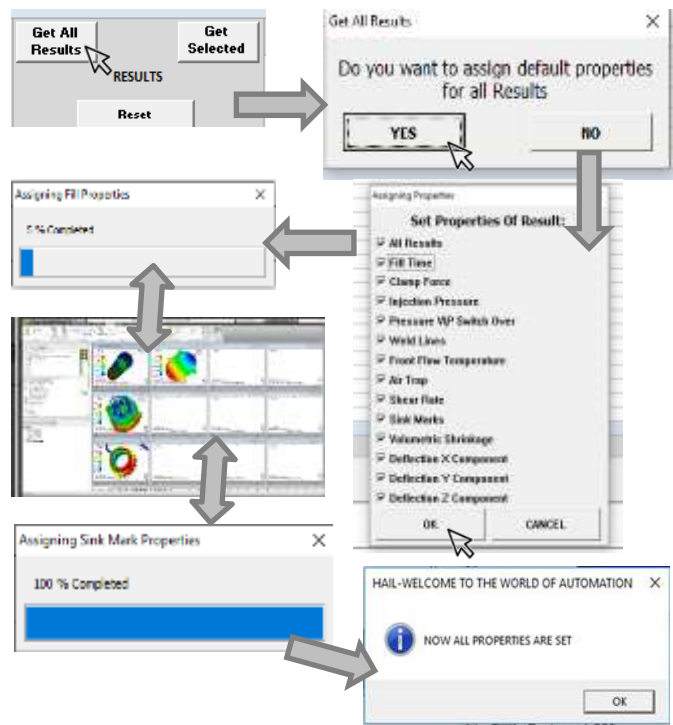 Get All
Results
Get
Selected
RESULTS
Reset
Get All Results
Do you want to assign default properties
for all Results
YES
NO
Assigning Fill Properties
5 % Completed
Assigning Properties
Set Properties Of Result:
All Results
Fill Time
Clamp Force
Injection Pressure
Pressure V/P Switch Over
Weld Lines
Front Flow Temperature
Air Trap
Shear Rate
Sink Marks
Volumetric Shrinkage
Deflection X Component
Deflection Y Component
Deflection Z Component
OK
CANCEL
Assigning Sink Mark Properties
100 % Completed
HAIL-WELCOME TO THE WORLD OF AUTOMATION
NOW ALL PROPERTIES ARE SET
OK